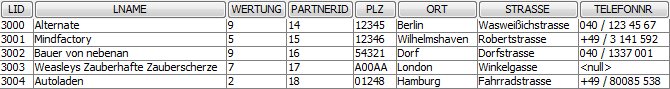 LID LNAME WERTUNG PARTNERID PLZ ORT STRASSE TELEFONNR
3000 Alternate 9 14 12345 Berlin Wasweißichstrasse 040 / 123 45 67
3001 Mindfactory 5 15 12346 Wilhelmshaven Robertstrasse +49 / 3 141 592
3002 Bauer von nebenan 9 16 54321 Dorf Dorfstrasse 040 / 1337 001
3003 Weasleys Zauberhafte Zauberscherze 7 17 A00AA London Winkelgasse <null>
3004 Autoladen 2 18 01248 Hamburg Fahrradstrasse +49 / 80085 538